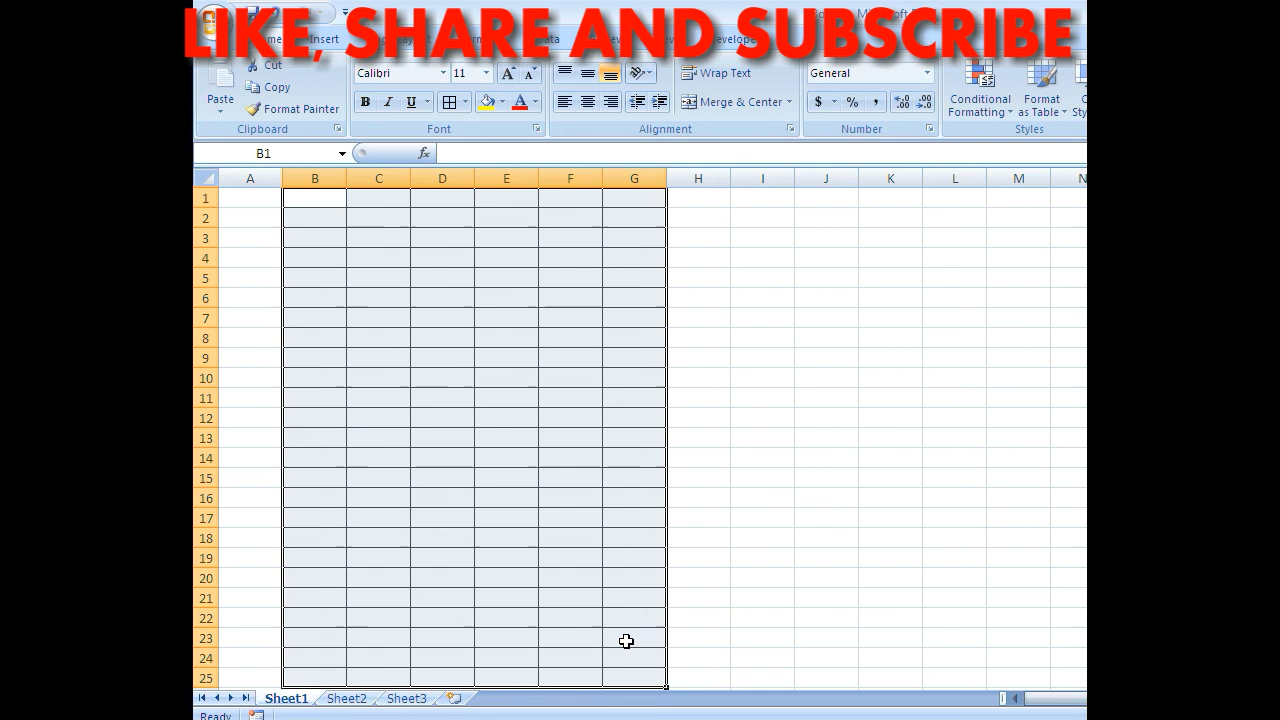 LIKE, SHARE AND SUBSCRIBE
Insert
Cut
Copy
Format Painter
Paste
Clipboard
Calibri
11
A A
B I U
A
Font
Wrap Text
Merge & Center
Alignment
General
$ % ,
Number
Conditional
Formatting
Format
as Table
Styles
B1
fx
A B C D E F G H I J K L M N
1
2
3
4
5
6
7
8
9
10
11
12
13
14
15
16
17
18
19
20
21
22
23
24
25
Sheet1 Sheet2 Sheet3
Ready